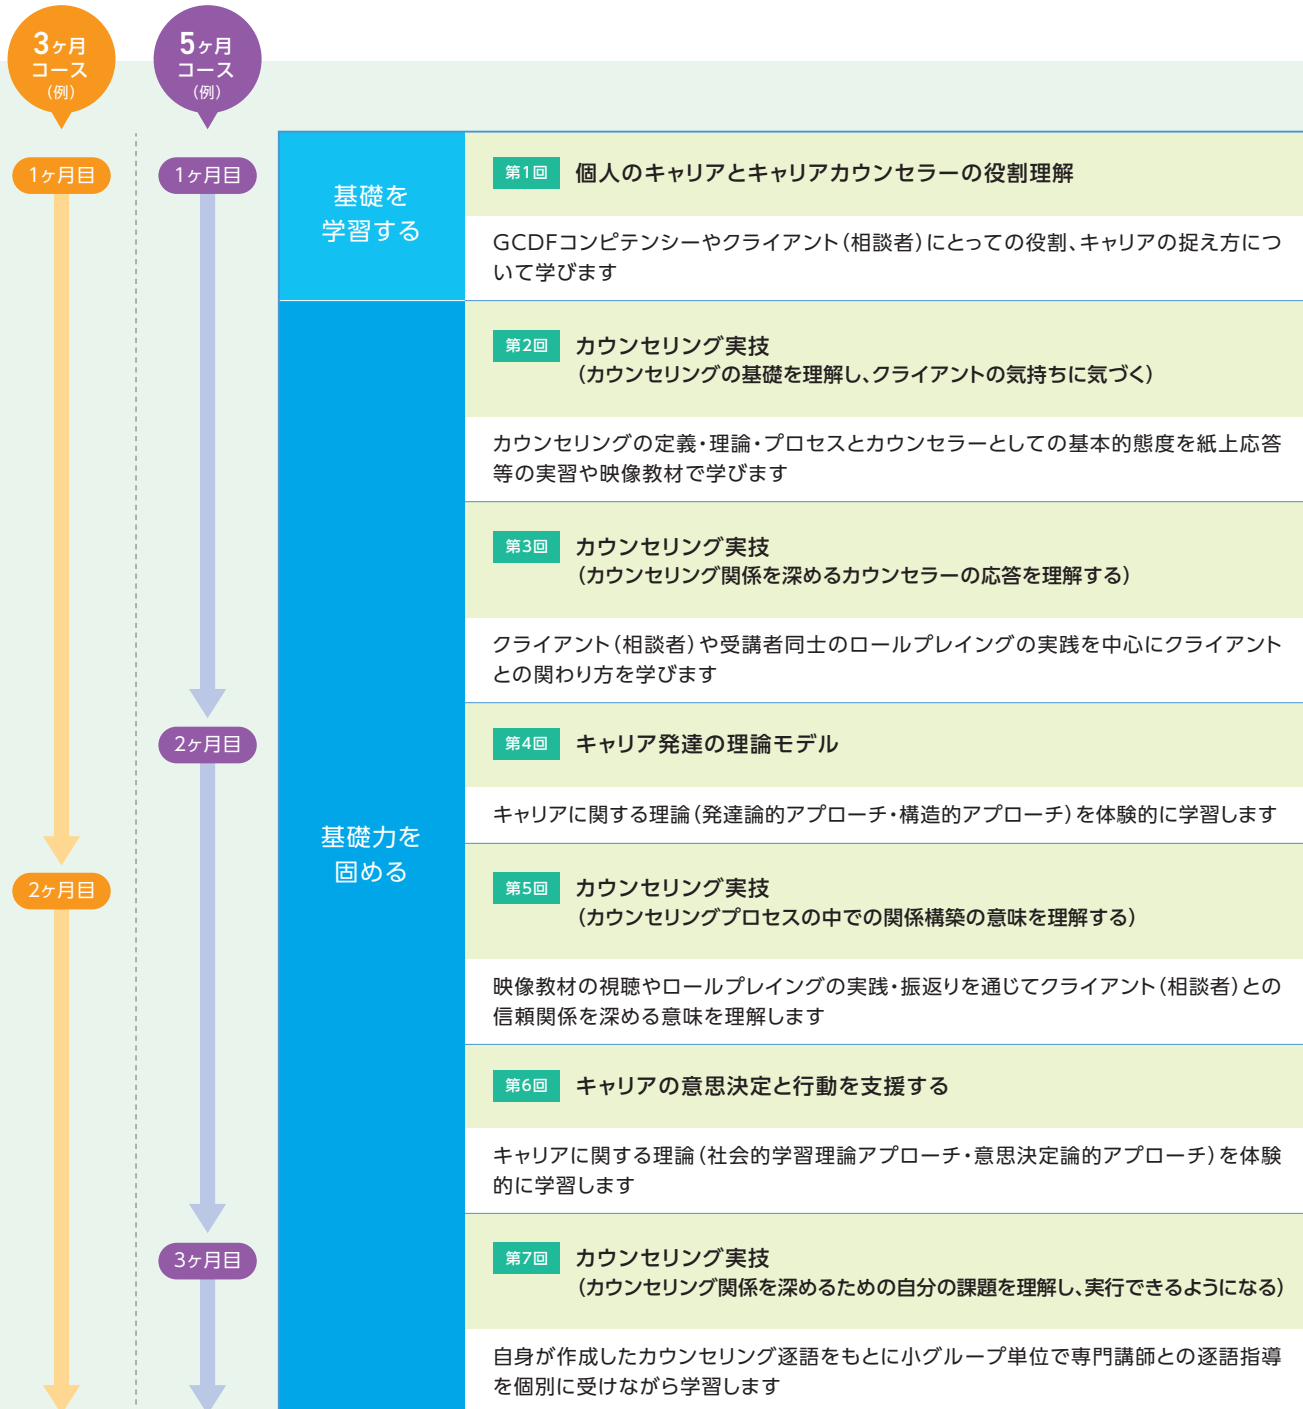 3ヶ月
コース
（例）
5ヶ月
コース
（例）
1ヶ月目
1ヶ月目
基礎を
学習する
第1回 個人のキャリアとキャリアカウンセラーの役割理解
GCDFコンピテンシーやクライアント（相談者）にとっての役割、キャリアの捉え方につ
いて学びます
第2回 カウンセリング実技
（カウンセリングの基礎を理解し、クライアントの気持ちに気づく）
カウンセリングの定義・理論・プロセスとカウンセラーとしての基本的態度を紙上応答
等の実習や映像教材で学びます
第3回 カウンセリング実技
（カウンセリング関係を深めるカウンセラーの応答を理解する）
クライアント（相談者）や受講者同士のロールプレイングの実践を中心にクライアント
との関わり方を学びます
2ヶ月目
第4回 キャリア発達の理論モデル
キャリアに関する理論（発達論的アプローチ・構造的アプローチ）を体験的に学習します
基礎力を
固める
2ヶ月目
第5回 カウンセリング実技
（カウンセリングプロセスの中での関係構築の意味を理解する）
映像教材の視聴やロールプレイングの実践・振返りを通じてクライアント（相談者）との
信頼関係を深める意味を理解します
第6回 キャリアの意思決定と行動を支援する
キャリアに関する理論（社会的学習理論アプローチ・意思決定論的アプローチ）を体験
的に学習します
3ヶ月目
第7回 カウンセリング実技
（カウンセリング関係を深めるための自分の課題を理解し、実行できるようになる）
自身が作成したカウンセリング逐語をもとに小グループ単位で専門講師との逐語指導
を個別に受けながら学習します